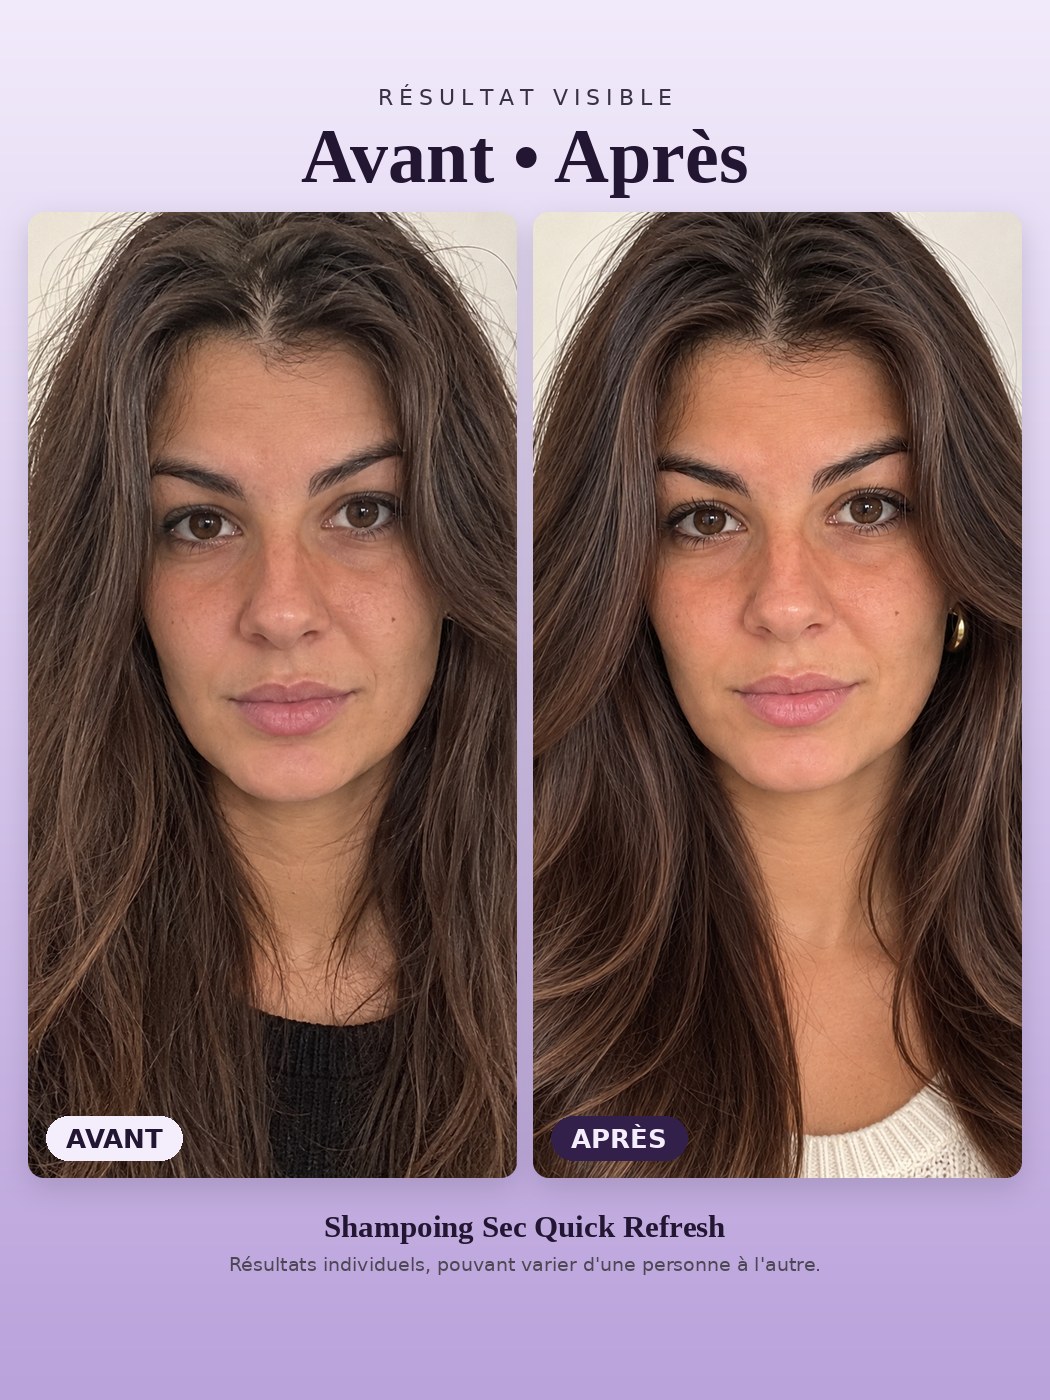 RÉSULTAT VISIBLE
Avant • Après
AVANT
APRÈS
Shampoing Sec Quick Refresh
Résultats individuels, pouvant varier d'une personne à l'autre.